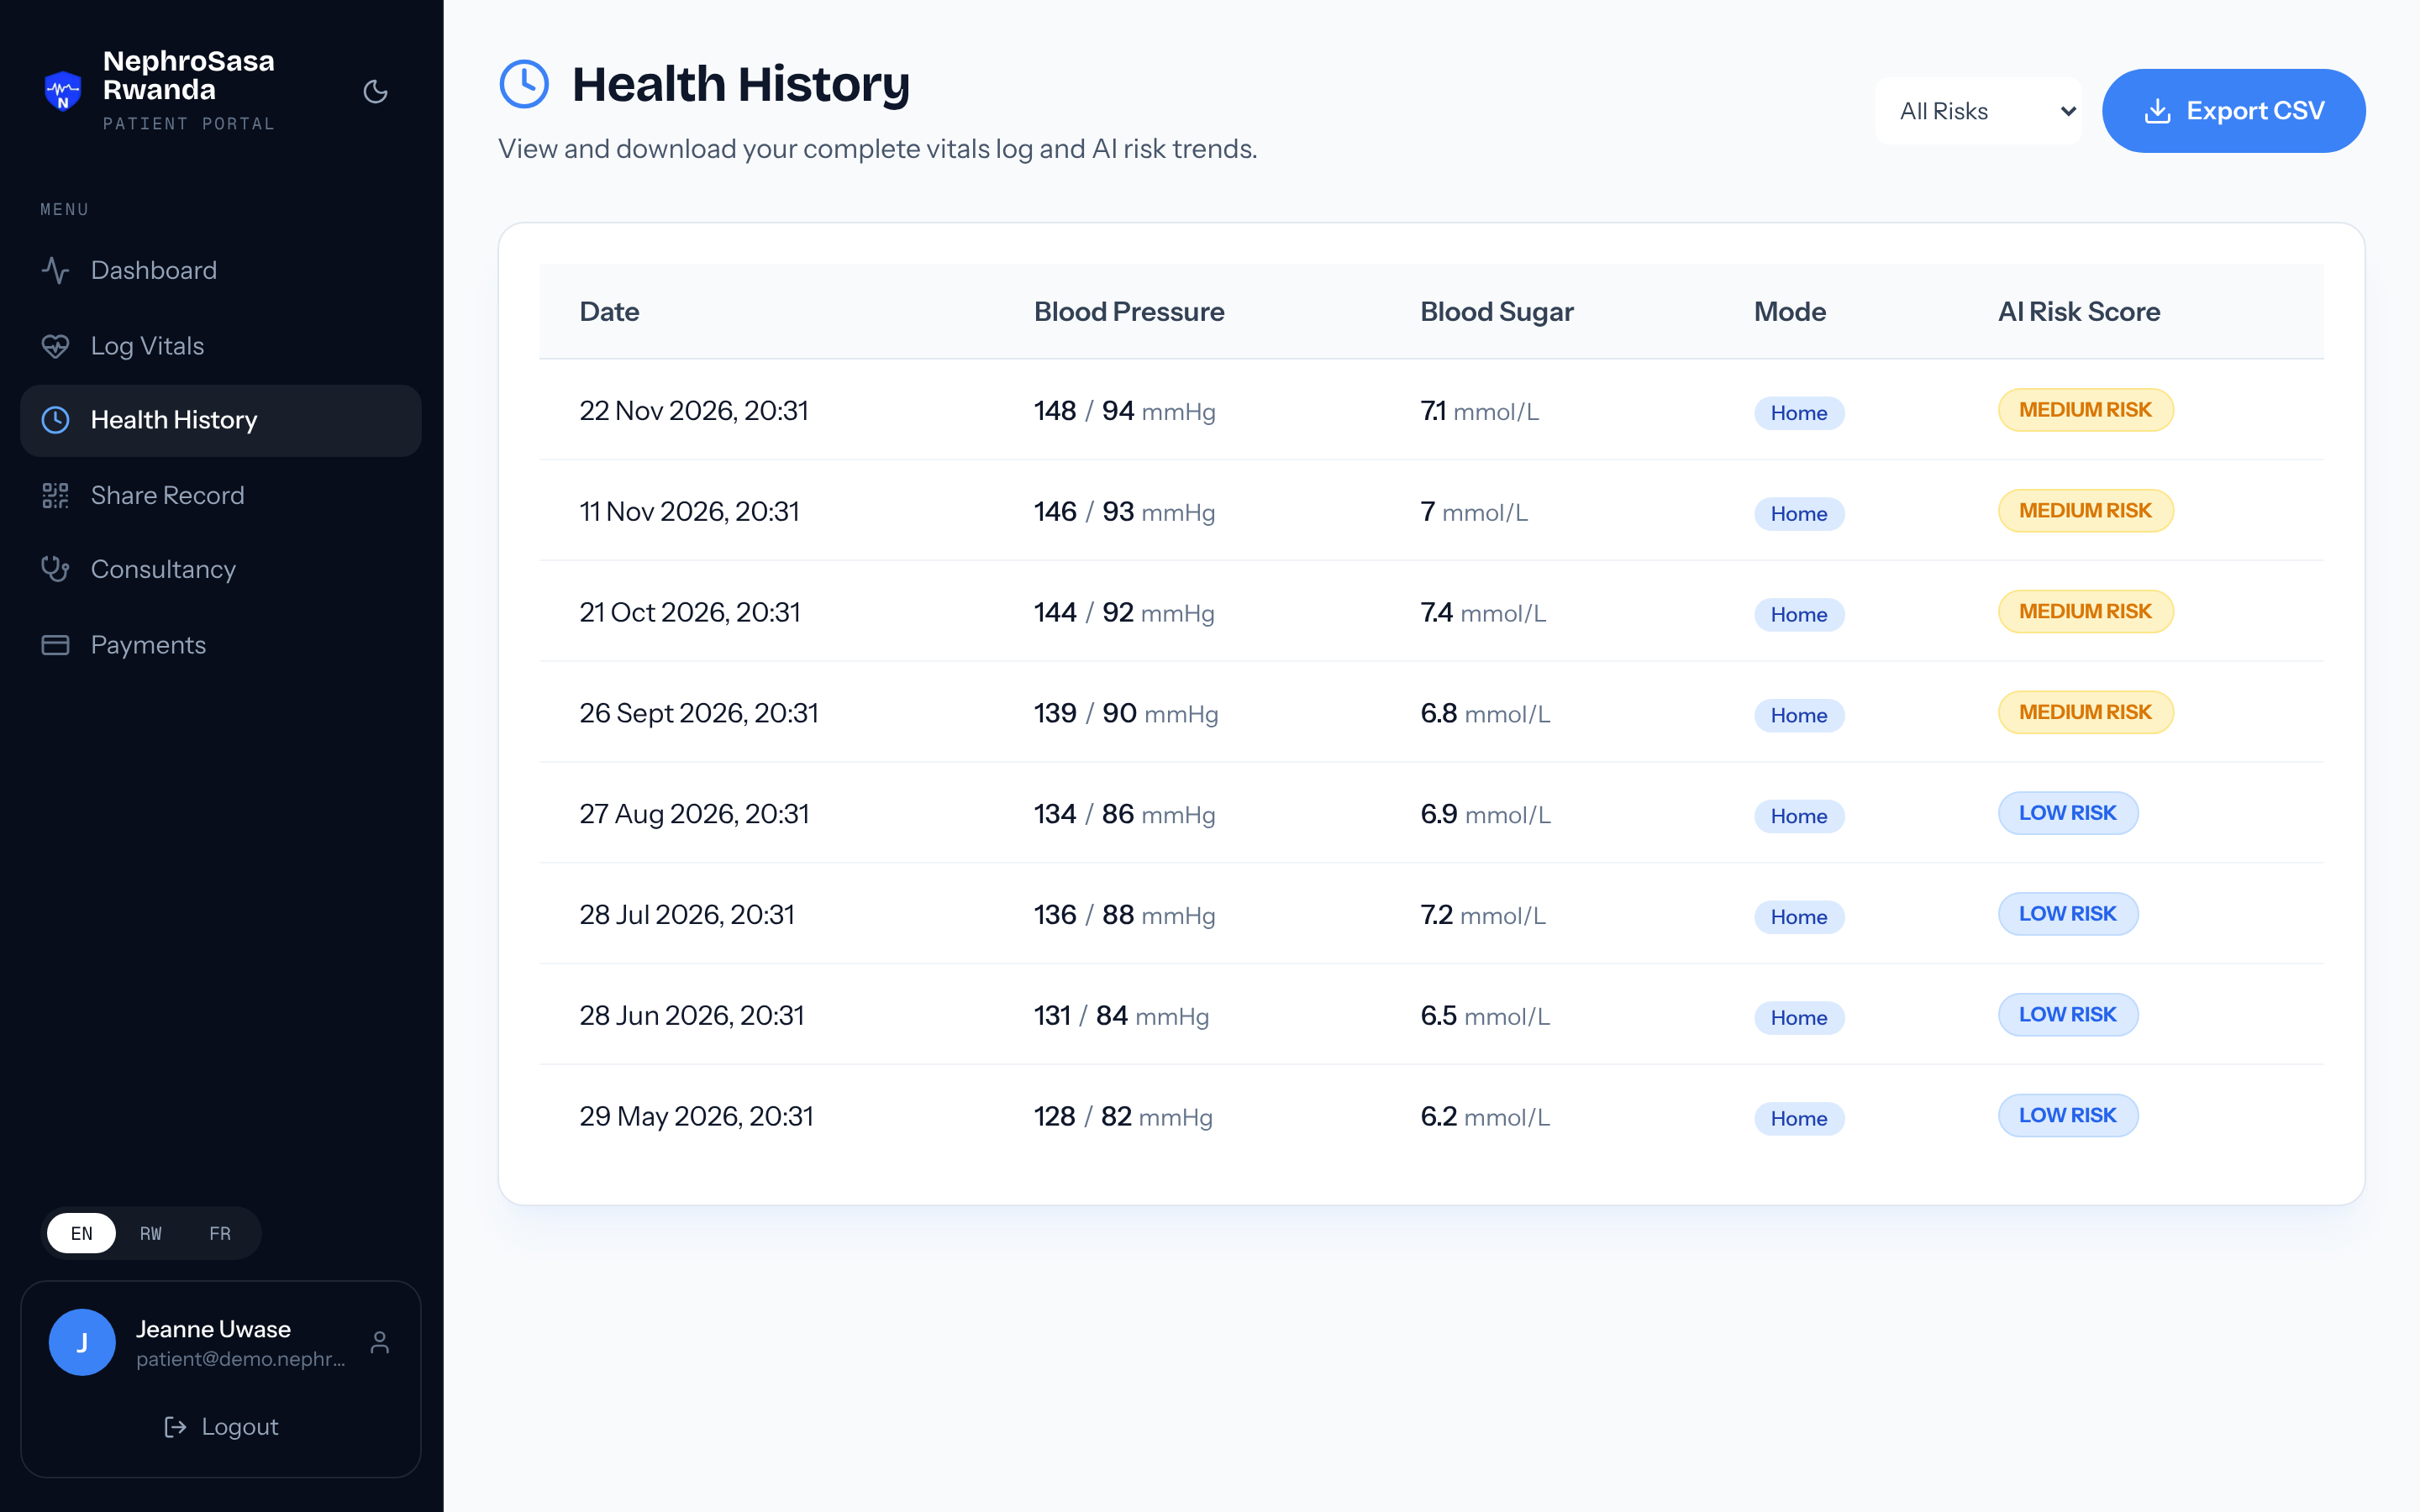 NephroSasa
Rwanda
PATIENT PORTAL
MENU
Dashboard
Log Vitals
Health History
Share Record
Consultancy
Payments
EN RW FR
J
Jeanne Uwase
patient@demo.nephr...
Logout
Health History
View and download your complete vitals log and AI risk trends.
All Risks
Export CSV
Date Blood Pressure Blood Sugar Mode AI Risk Score
22 Nov 2026, 20:31 148 / 94 mmHg 7.1 mmol/L Home MEDIUM RISK
11 Nov 2026, 20:31 146 / 93 mmHg 7 mmol/L Home MEDIUM RISK
21 Oct 2026, 20:31 144 / 92 mmHg 7.4 mmol/L Home MEDIUM RISK
26 Sept 2026, 20:31 139 / 90 mmHg 6.8 mmol/L Home MEDIUM RISK
27 Aug 2026, 20:31 134 / 86 mmHg 6.9 mmol/L Home LOW RISK
28 Jul 2026, 20:31 136 / 88 mmHg 7.2 mmol/L Home LOW RISK
28 Jun 2026, 20:31 131 / 84 mmHg 6.5 mmol/L Home LOW RISK
29 May 2026, 20:31 128 / 82 mmHg 6.2 mmol/L Home LOW RISK